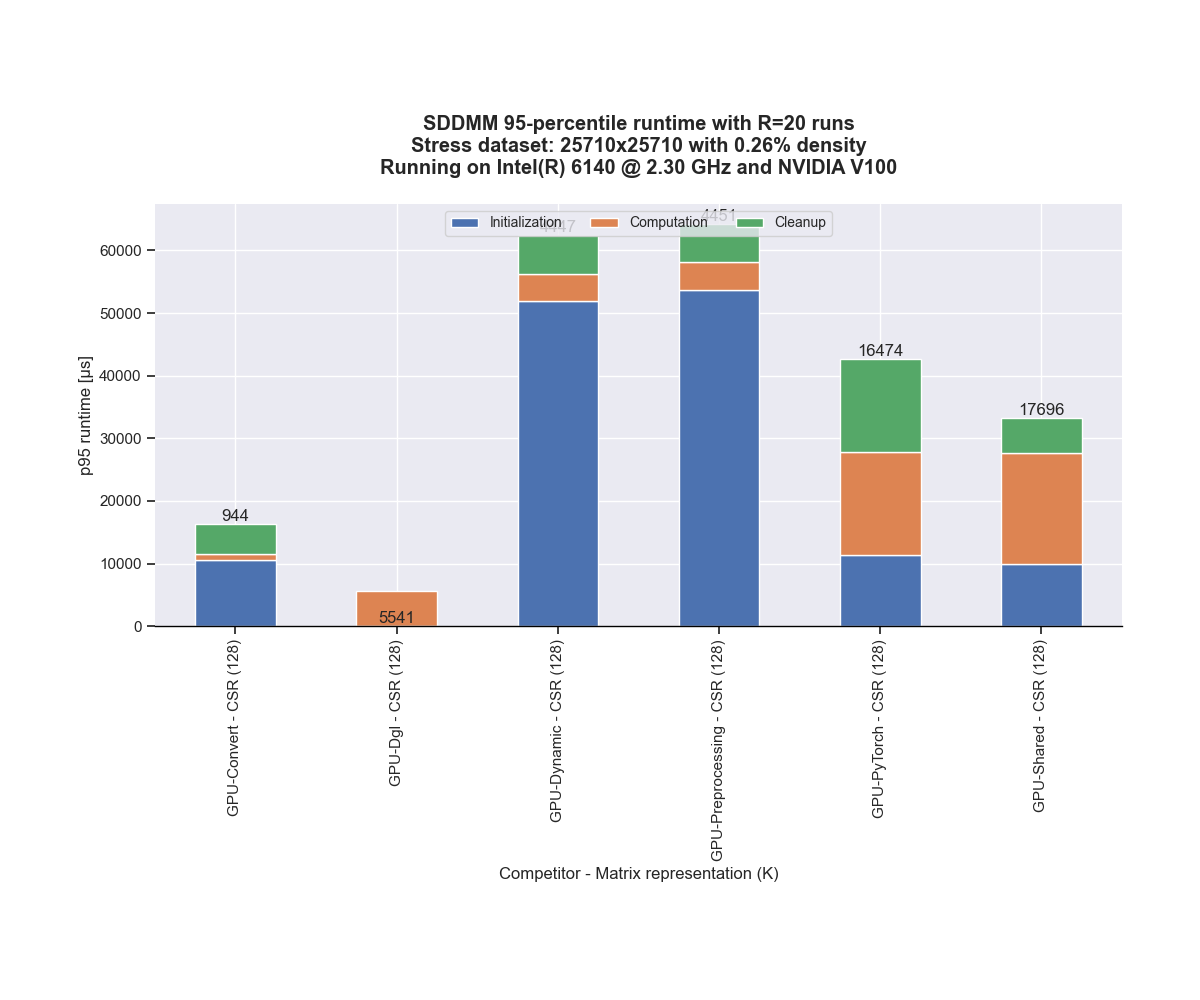 SDDMM 95-percentile runtime with R=20 runs
Stress dataset: 25710x25710 with 0.26% density
Running on Intel(R) 6140 @ 2.30 GHz and NVIDIA V100
Initialization Computation Cleanup
p95 runtime [µs]
60000
50000
40000
30000
20000
10000
0
944
5541
4451
16474
17696
GPU-Convert - CSR (128)
GPU-Dgl - CSR (128)
GPU-Dynamic - CSR (128)
GPU-Preprocessing - CSR (128)
GPU-PyTorch - CSR (128)
GPU-Shared - CSR (128)
Competitor - Matrix representation (K)